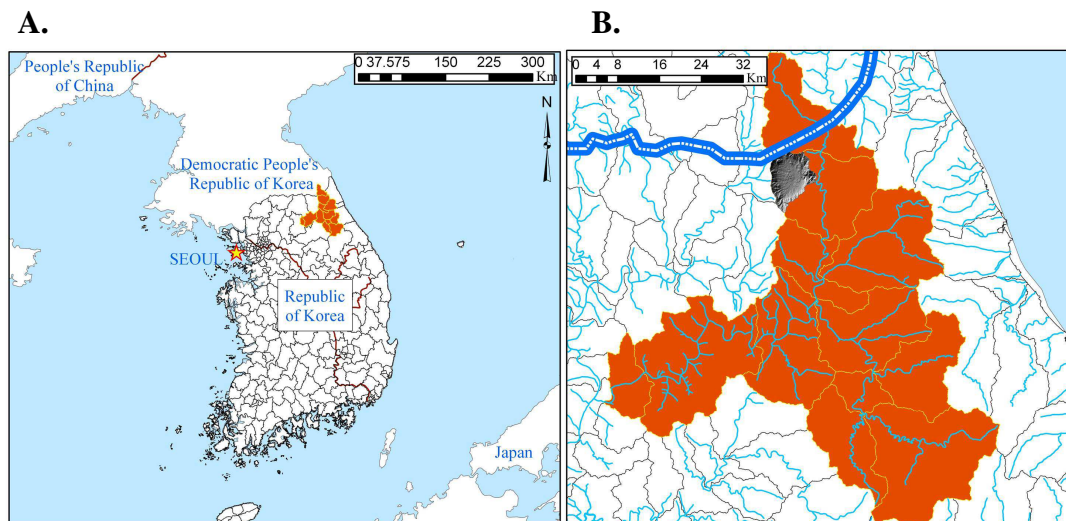 A.
B.
People's Republic
of China
0 37.575 150 225 300
Km
N
Democratic People's
Republic of Korea
SEOUL
Republic
of Korea
Japan
0 4 8 16 24 32
Km